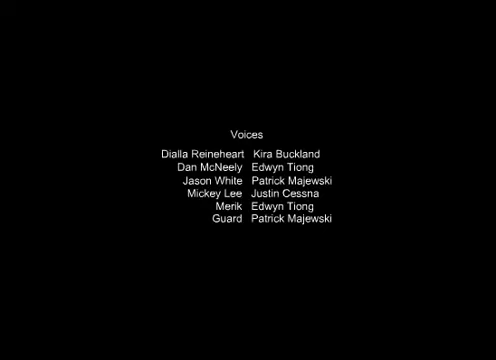 Voices
Dialla Reineheart Kira Buckland
Dan McNeely Edwyn Tiong
Jason White Patrick Majewski
Mickey Lee Justin Cessna
Merik Edwyn Tiong
Guard Patrick Majewski